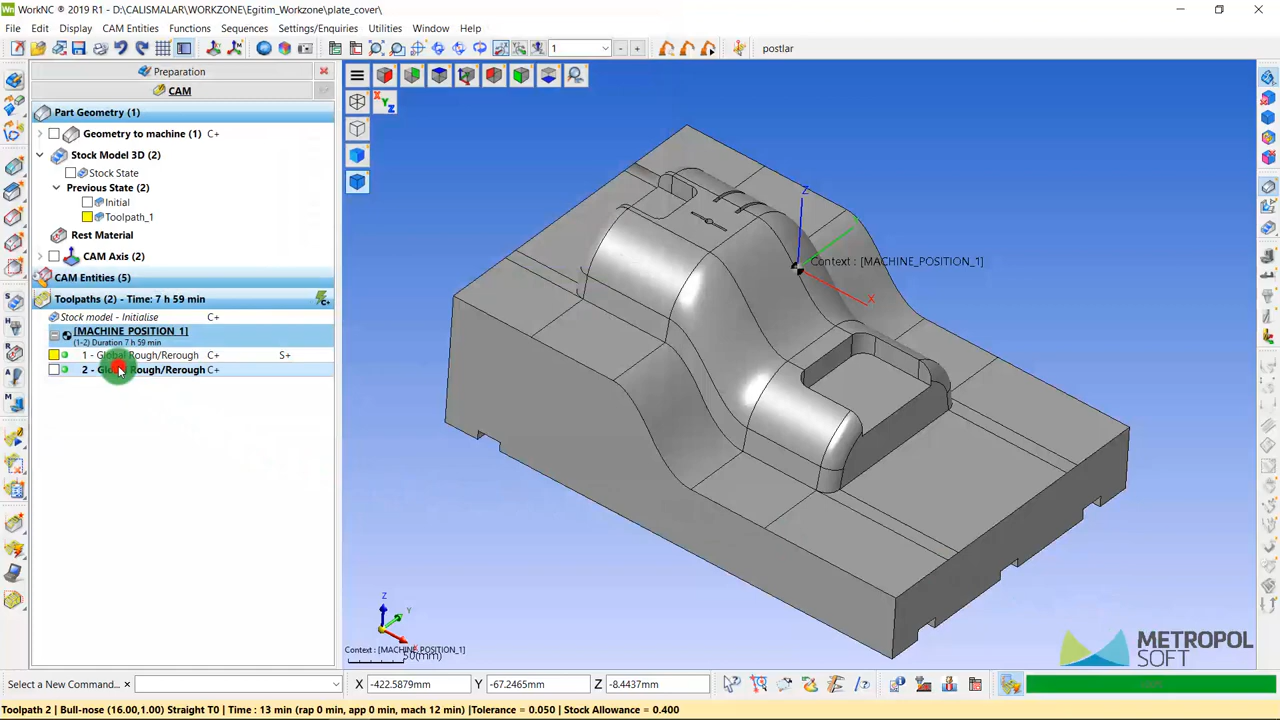 WorkNC ® 2019 R1 - D:\CALISMALAR\WORKZONE\Egitim_Workzone\plate_cover\
File Edit Display CAM Entities Functions Sequences Settings/Enquiries Utilities Window Help
1 - + postlar
Preparation
CAM
Part Geometry (1)
Geometry to machine (1) C+
Stock Model 3D (2)
Stock State
Previous State (2)
Initial
Toolpath_1
Rest Material
CAM Axis (2)
CAM Entities (5)
Toolpaths (2) - Time: 7 h 59 min
Stock model - Initialise C+
[MACHINE_POSITION_1]
(1-2) Duration 7 h 59 min
1 - Global Rough/Rerough C+ S+
2 - Global Rough/Rerough C+
X Y Z
Z
Context : [MACHINE_POSITION_1]
X
Z
Y
Context : [MACHINE_POSITION_1]
50(mm)
METROPOL
SOFT
Select a New Command... X -422.5879mm Y -67.2465mm Z -8.4437mm
Toolpath 2 | Bull-nose (16.00,1.00) Straight T0 | Time : 13 min (rap 0 min, app 0 min, mach 12 min) |Tolerance = 0.050 | Stock Allowance = 0.400